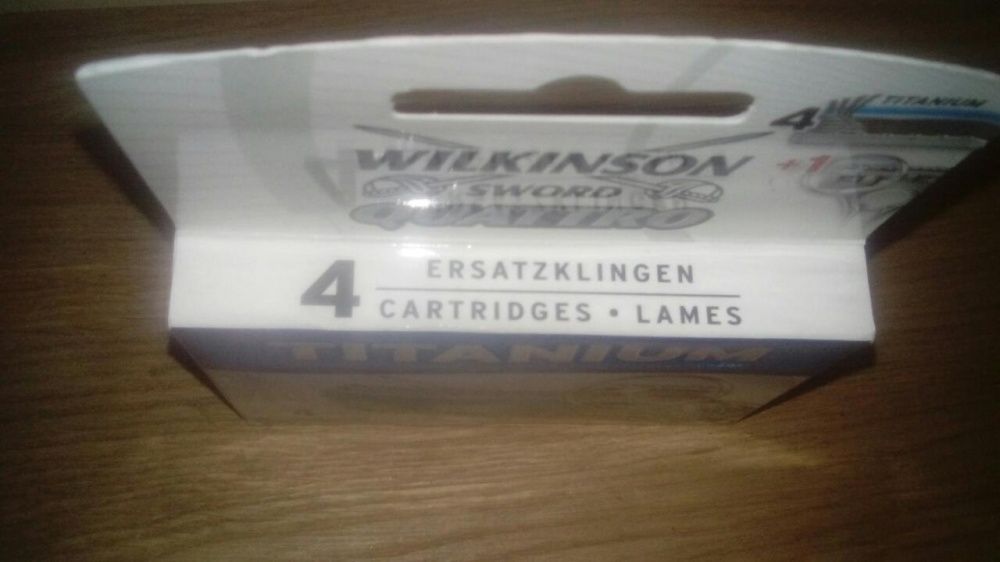 4 TITANIUM
WILKINSON
+1
SWORD
QUATTRO
4 ERSATZKLINGEN
CARTRIDGES • LAMES
TITANIUM